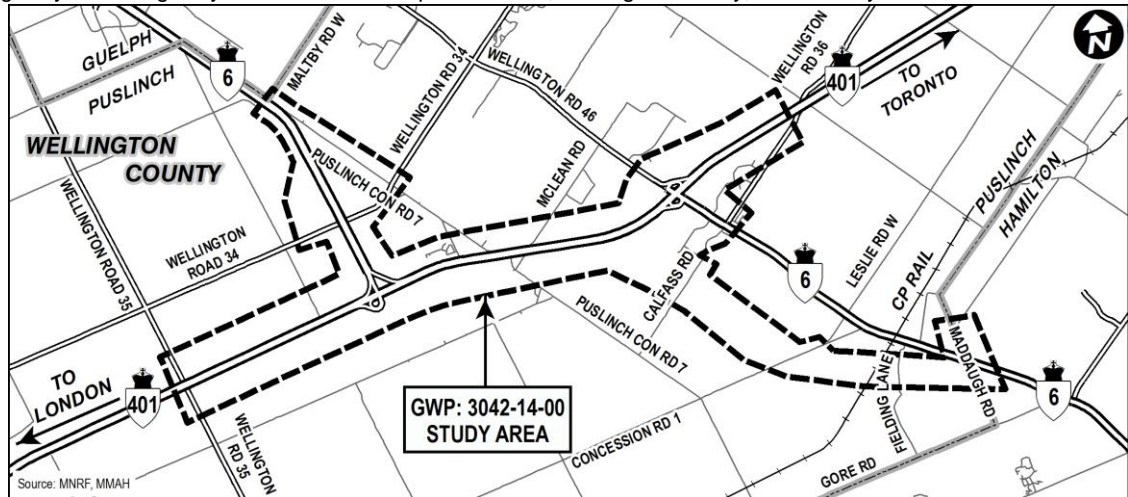 GUELPH
PUSLINCH
6
MALTBY RD W
WELLINGTON RD 34
WELLINGTON RD 46
WELLINGTON
RD 36
401
TO
TORONTO
N
WELLINGTON
COUNTY
PUSLINCH CON RD 7
MCLEAN RD
PUSLINCH
HAMILTON
WELLINGTON ROAD 35
WELLINGTON
ROAD 34
CALFASS RD
6
LESLIE RD W
CP RAIL
PUSLINCH CON RD 7
TO
LONDON
401
GWP: 3042-14-00
STUDY AREA
FIELDING LANE
MADDAUGH RD
6
WELLINGTON
RD 35
CONCESSION RD 1
GORE RD
Source: MNRF, MMAH